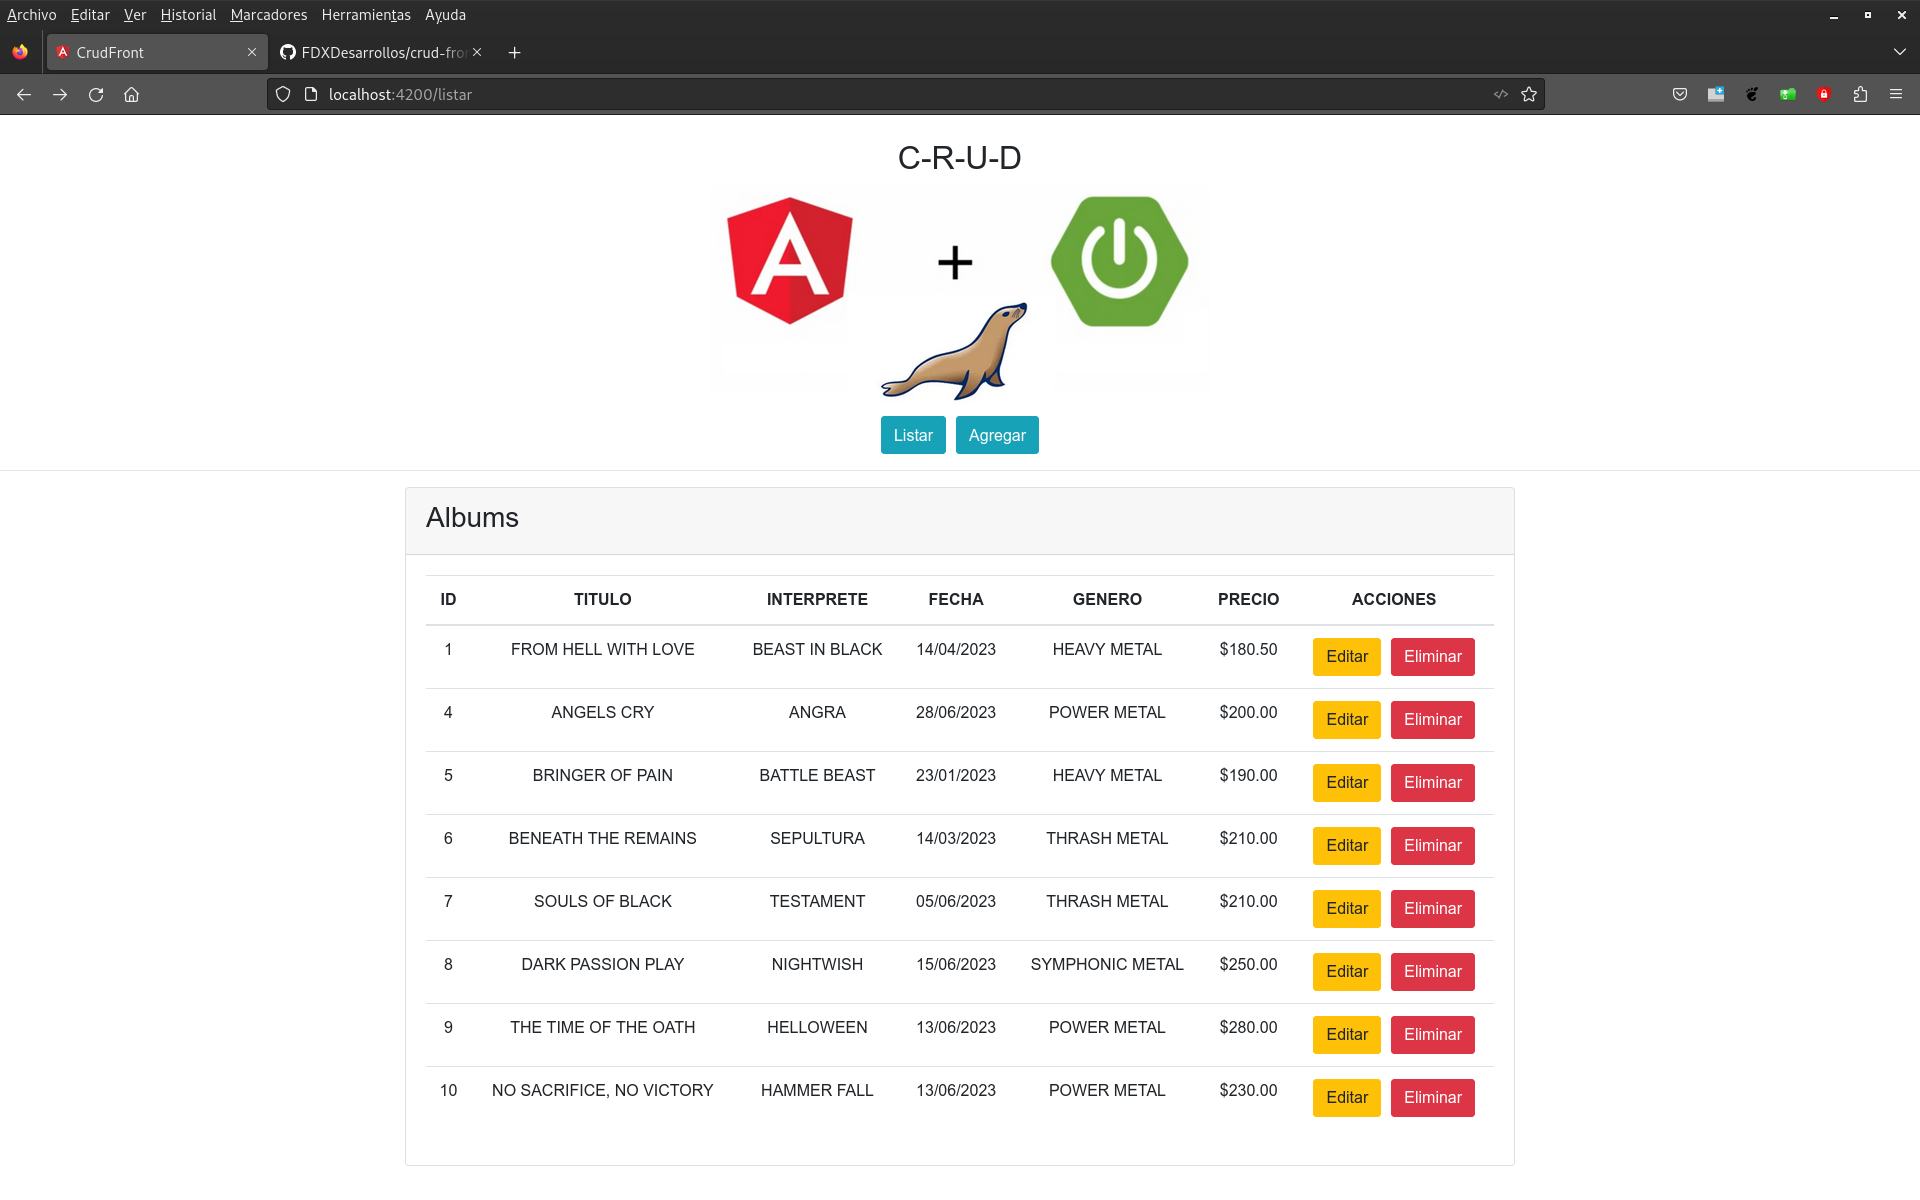 Archivo Editar Ver Historial Marcadores Herramientas Ayuda
CrudFront FDXDesarrollos/crud-fro
localhost:4200/listar
C-R-U-D
A +
Listar Agregar
Albums
ID TITULO INTERPRETE FECHA GENERO PRECIO ACCIONES
1 FROM HELL WITH LOVE BEAST IN BLACK 14/04/2023 HEAVY METAL $180.50 Editar Eliminar
4 ANGELS CRY ANGRA 28/06/2023 POWER METAL $200.00 Editar Eliminar
5 BRINGER OF PAIN BATTLE BEAST 23/01/2023 HEAVY METAL $190.00 Editar Eliminar
6 BENEATH THE REMAINS SEPULTURA 14/03/2023 THRASH METAL $210.00 Editar Eliminar
7 SOULS OF BLACK TESTAMENT 05/06/2023 THRASH METAL $210.00 Editar Eliminar
8 DARK PASSION PLAY NIGHTWISH 15/06/2023 SYMPHONIC METAL $250.00 Editar Eliminar
9 THE TIME OF THE OATH HELLOWEEN 13/06/2023 POWER METAL $280.00 Editar Eliminar
10 NO SACRIFICE, NO VICTORY HAMMER FALL 13/06/2023 POWER METAL $230.00 Editar Eliminar